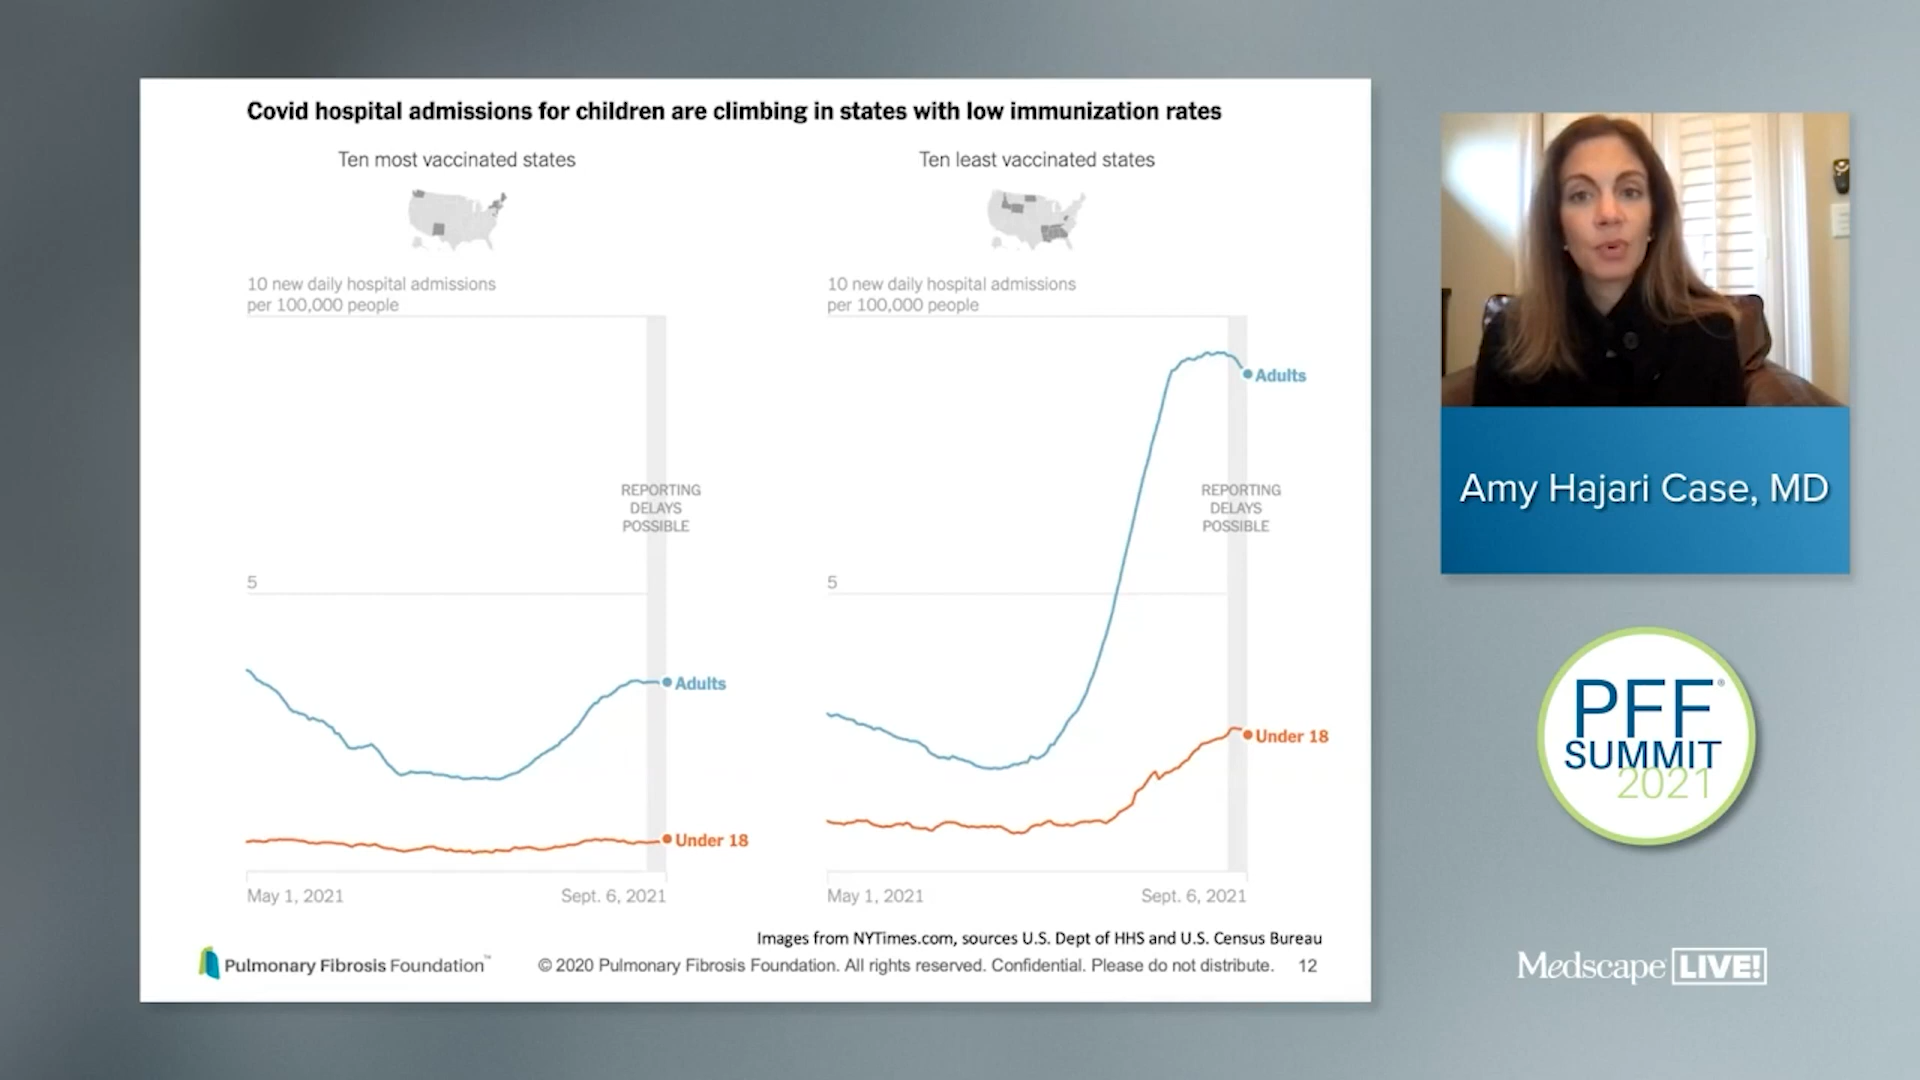 Covid hospital admissions for children are climbing in states with low immunization rates
Ten most vaccinated states
10 new daily hospital admissions
per 100,000 people
REPORTING
DELAYS
POSSIBLE
5
Adults
Under 18
May 1, 2021
Sept. 6, 2021
Ten least vaccinated states
10 new daily hospital admissions
per 100,000 people
Adults
REPORTING
DELAYS
POSSIBLE
5
Under 18
May 1, 2021
Sept. 6, 2021
Images from NYTimes.com, sources U.S. Dept of HHS and U.S. Census Bureau
Pulmonary Fibrosis Foundation™
© 2020 Pulmonary Fibrosis Foundation. All rights reserved. Confidential. Please do not distribute.
12
Amy Hajari Case, MD
PFF®
SUMMIT
2021
Medscape LIVE!